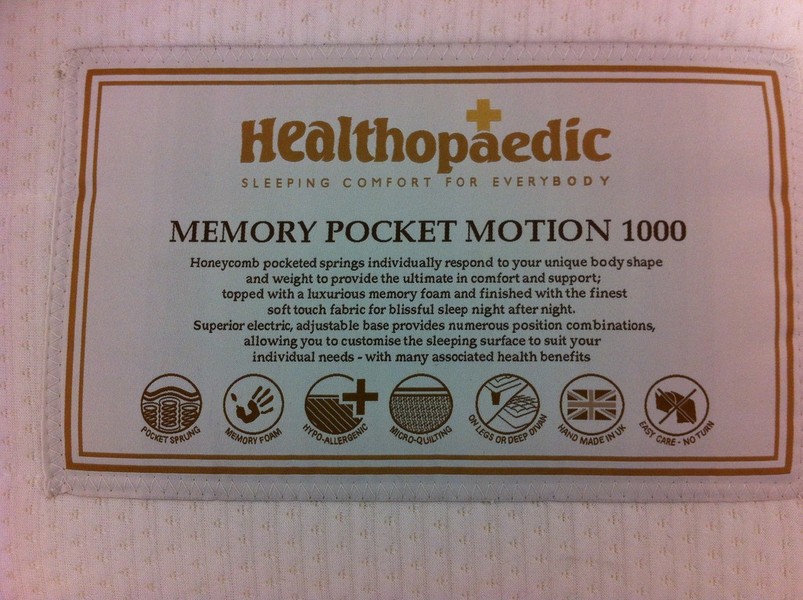 Healthopaedic
SLEEPING COMFORT FOR EVERYBODY
MEMORY POCKET MOTION 1000
Honeycomb pocketed springs individually respond to your unique body shape
and weight to provide the ultimate in comfort and support;
topped with a luxurious memory foam and finished with the finest
soft touch fabric for blissful sleep night after night.
Superior electric, adjustable base provides numerous position combinations,
allowing you to customise the sleeping surface to suit your
individual needs - with many associated health benefits
POCKET SPRUNG
MEMORY FOAM
HYPO-ALLERGENIC
MICRO-QUILTING
ON LEGS OR DEEP DIVAN
HAND MADE IN UK
EASY CARE - NO TURN